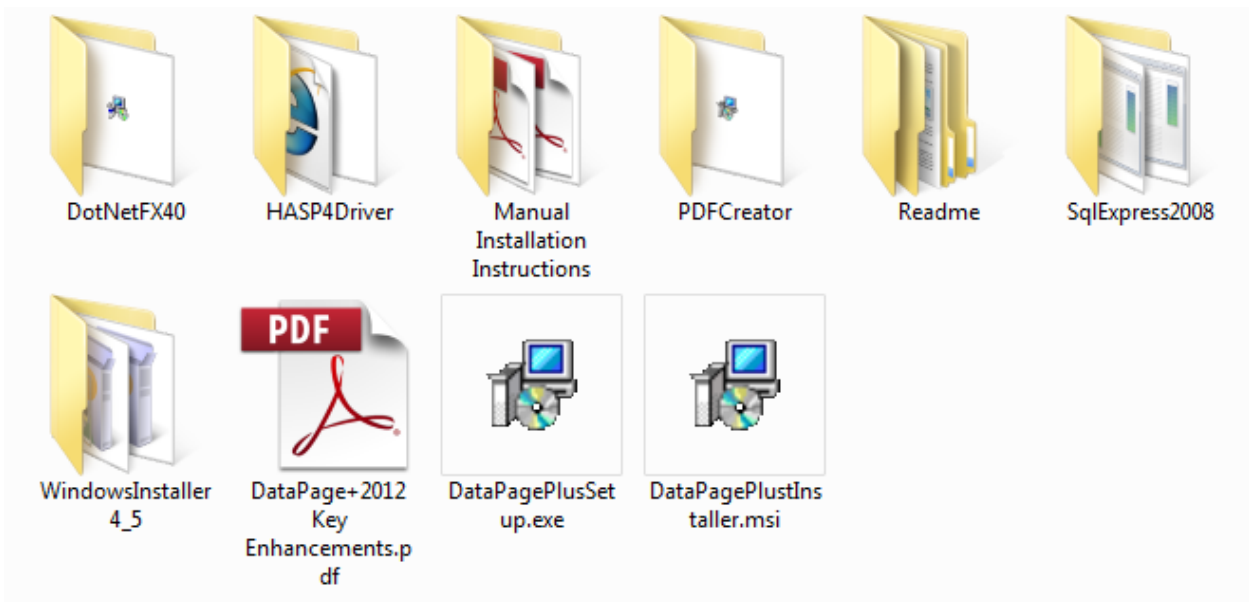 DotNetFX40
HASP4Driver
Manual
Installation
Instructions
PDFCreator
Readme
SqlExpress2008
WindowsInstaller
4_5
PDF
DataPage+2012
Key
Enhancements.p
df
DataPagePlusSet
up.exe
DataPagePlustIns
taller.msi